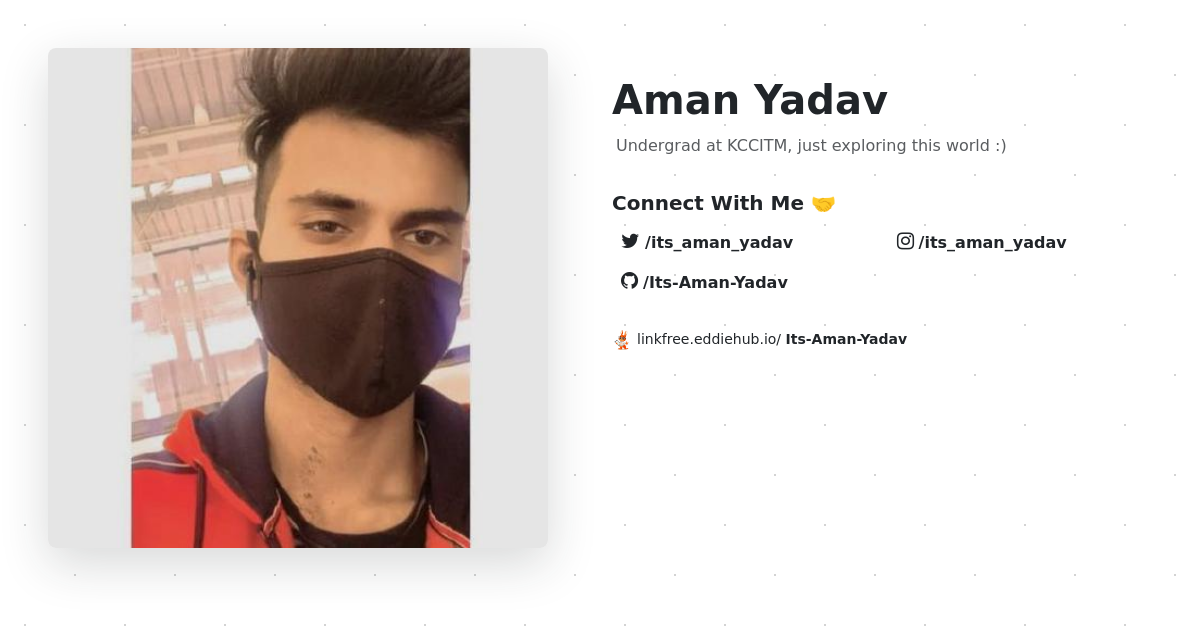 Aman Yadav
Undergrad at KCCITM, just exploring this world :)
Connect With Me 🤝
/its_aman_yadav
/its_aman_yadav
/Its-Aman-Yadav
linkfree.eddiehub.io/ Its-Aman-Yadav